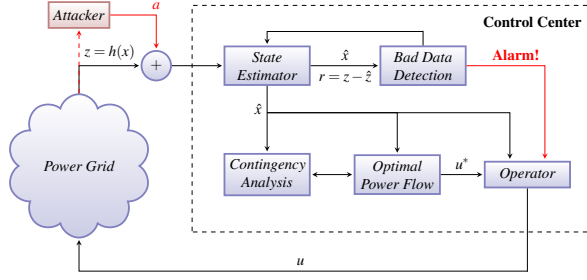 Attacker
a
Control Center
z = h(x)
+
State
Estimator
x̂
r = z − ẑ
Bad Data
Detection
Alarm!
x̂
Power Grid
Contingency
Analysis
Optimal
Power Flow
u*
Operator
u